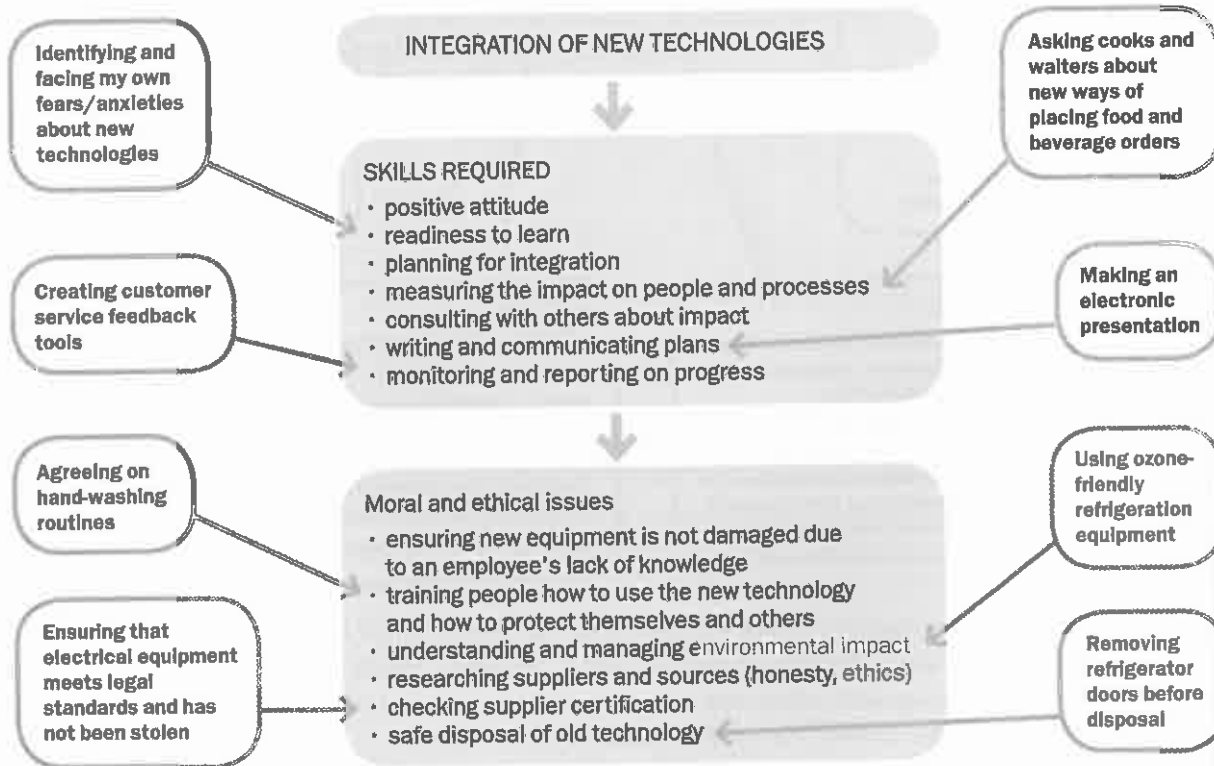 INTEGRATION OF NEW TECHNOLOGIES
Identifying and
facing my own
fears/anxieties
about new
technologies
Asking cooks and
waiters about
new ways of
placing food and
beverage orders
SKILLS REQUIRED
· positive attitude
· readiness to learn
· planning for integration
· measuring the impact on people and processes
· consulting with others about impact
· writing and communicating plans
· monitoring and reporting on progress
Creating customer
service feedback
tools
Making an
electronic
presentation
Agreeing on
hand-washing
routines
Using ozone-
friendly
refrigeration
equipment
Moral and ethical issues
· ensuring new equipment is not damaged due
to an employee's lack of knowledge
· training people how to use the new technology
and how to protect themselves and others
· understanding and managing environmental impact
· researching suppliers and sources (honesty, ethics)
· checking supplier certification
· safe disposal of old technology
Ensuring that
electrical equipment
meets legal
standards and has
not been stolen
Removing
refrigerator
doors before
disposal